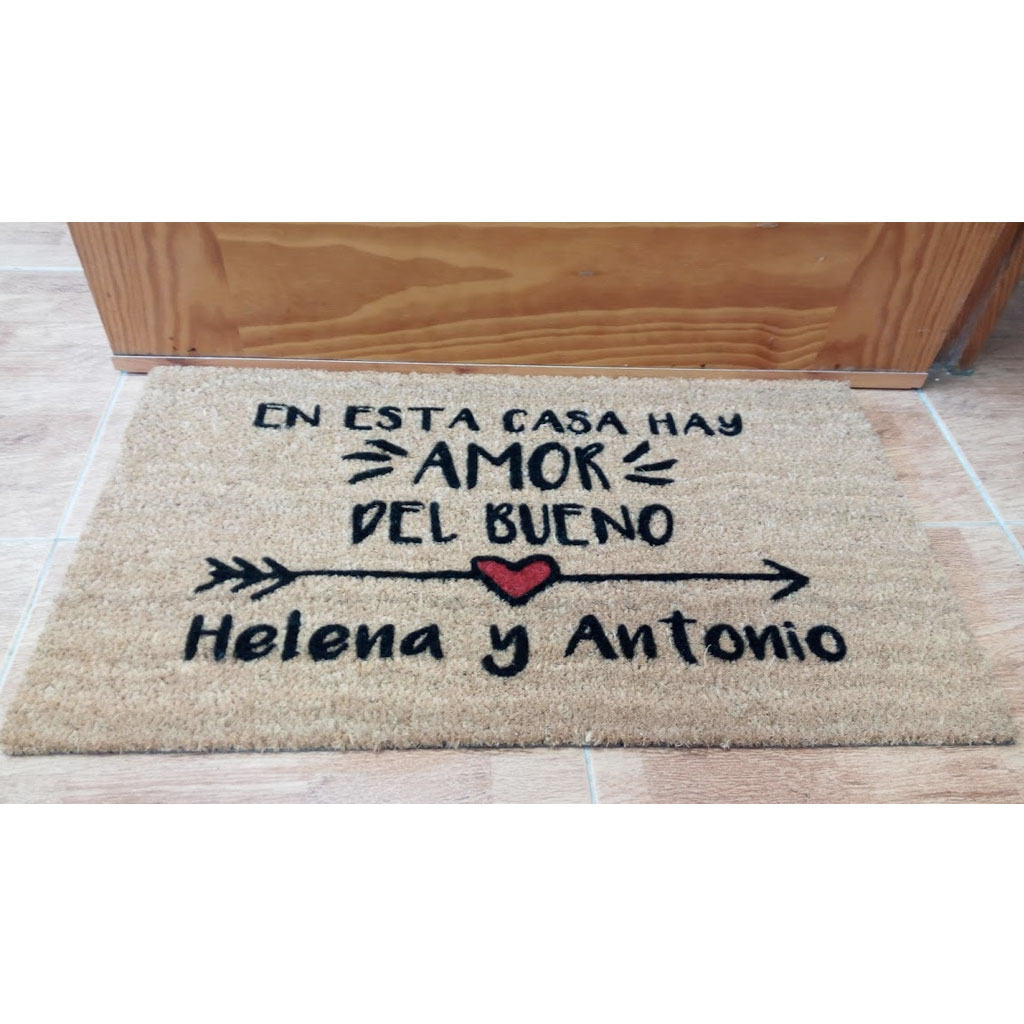 EN ESTA CASA HAY
AMOR
DEL BUENO
Helena y Antonio